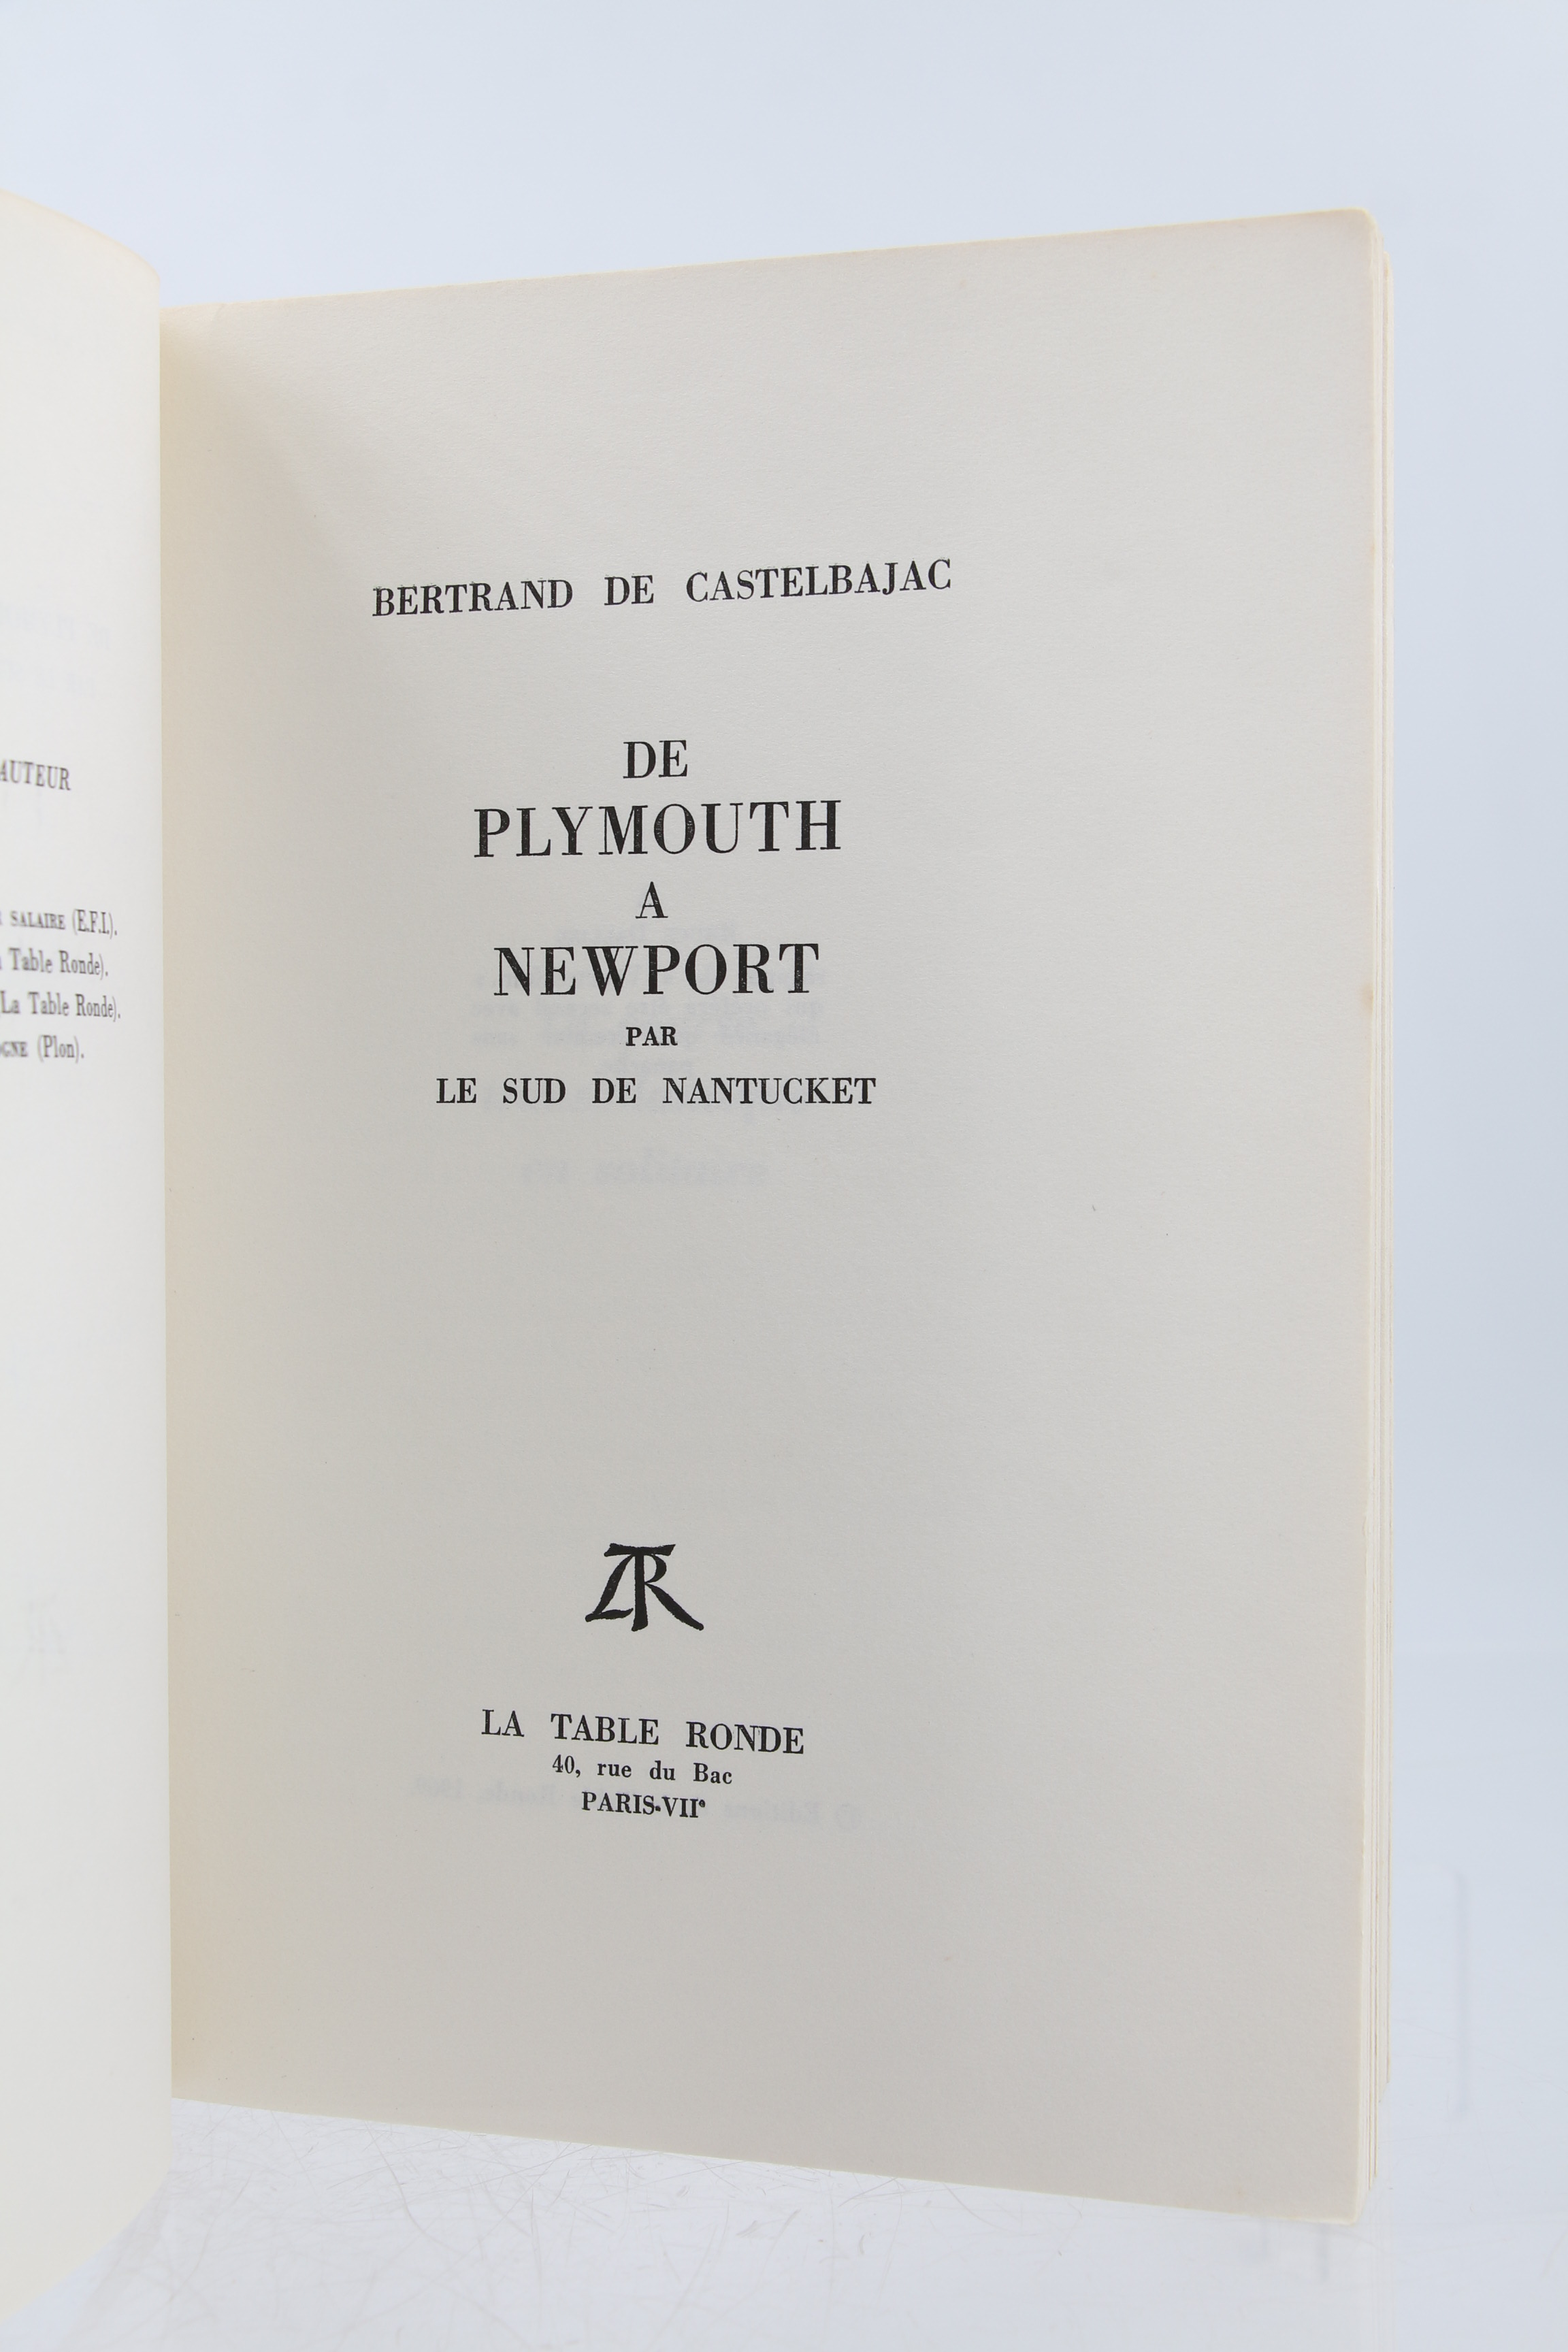 AUTEUR
SALAIRE (E.F.I.).
Table Ronde).
La Table Ronde).
(Plon).
BERTRAND DE CASTELBAJAC
DE
PLYMOUTH
A
NEWPORT
PAR
LE SUD DE NANTUCKET
LTR
LA TABLE RONDE
40, rue du Bac
PARIS-VIIᵉ